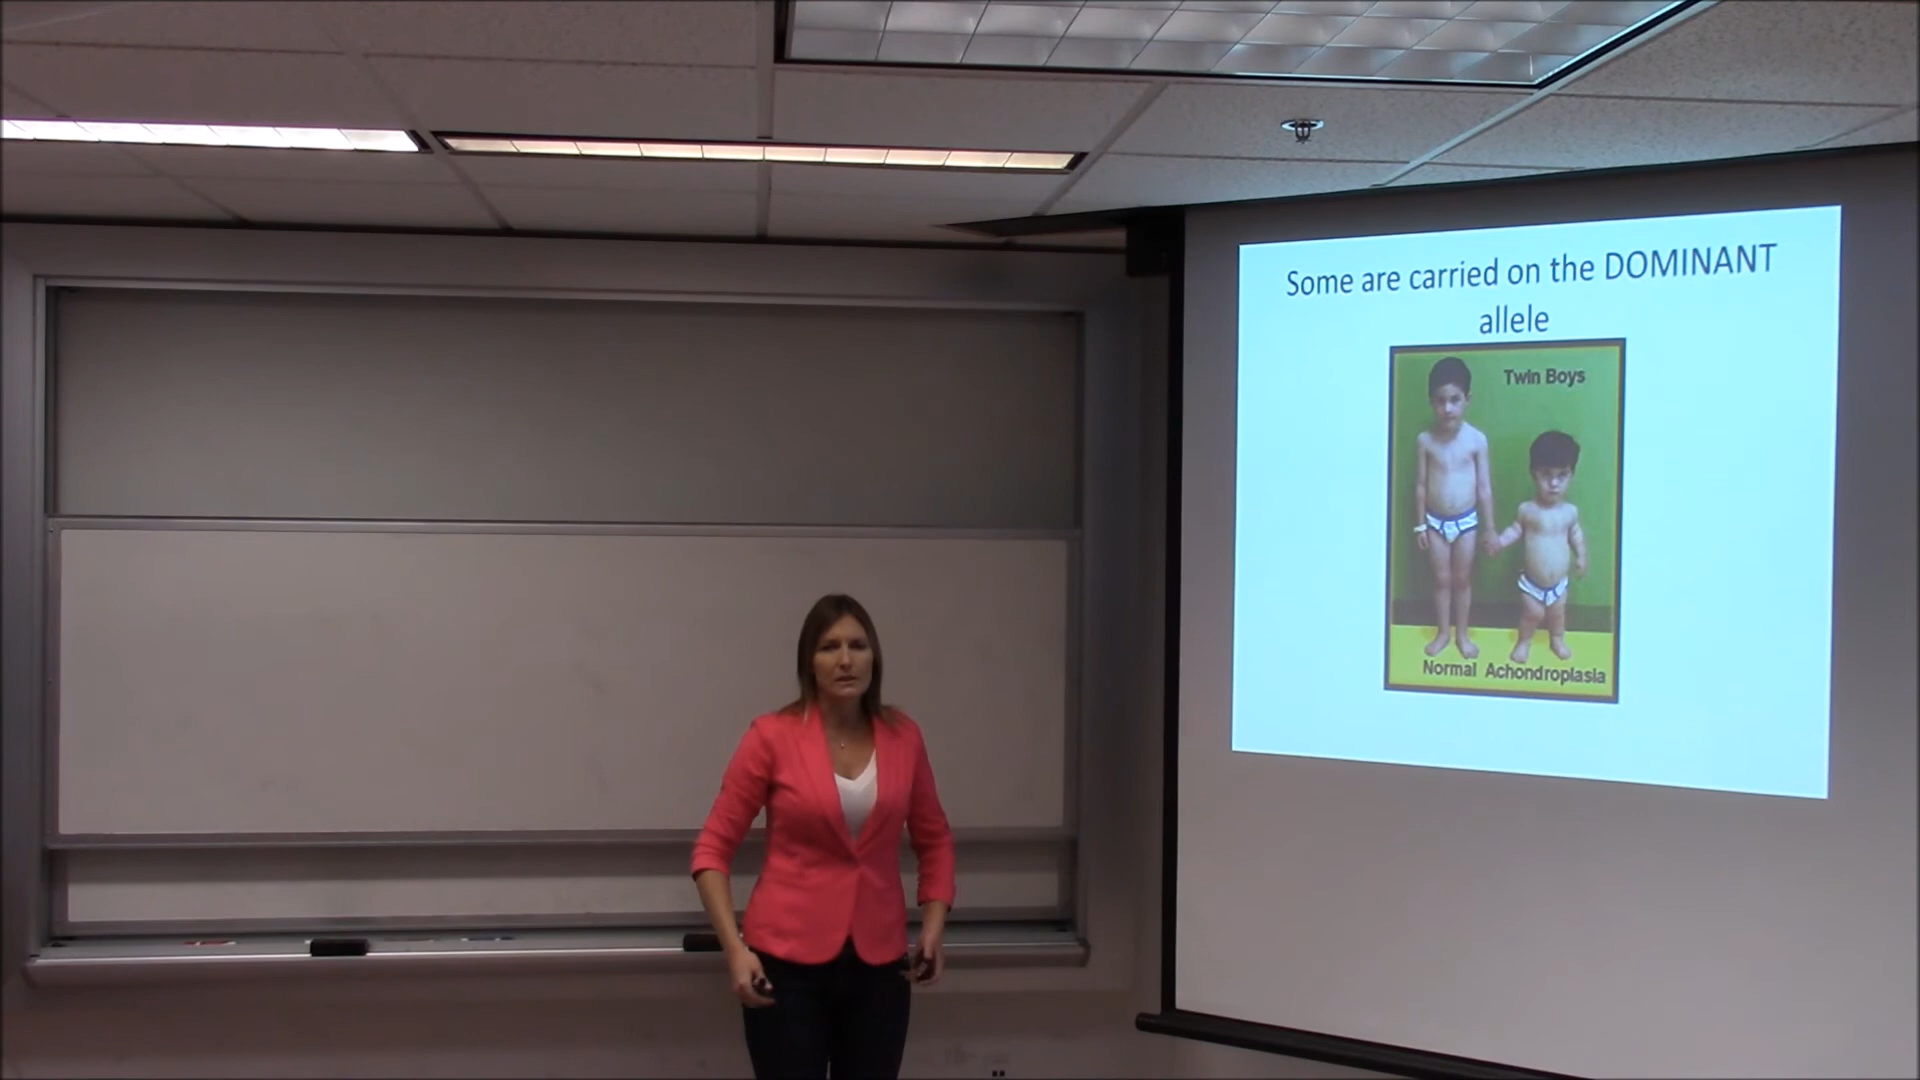 Some are carried on the DOMINANT
allele
Twin Boys
Normal Achondroplasia